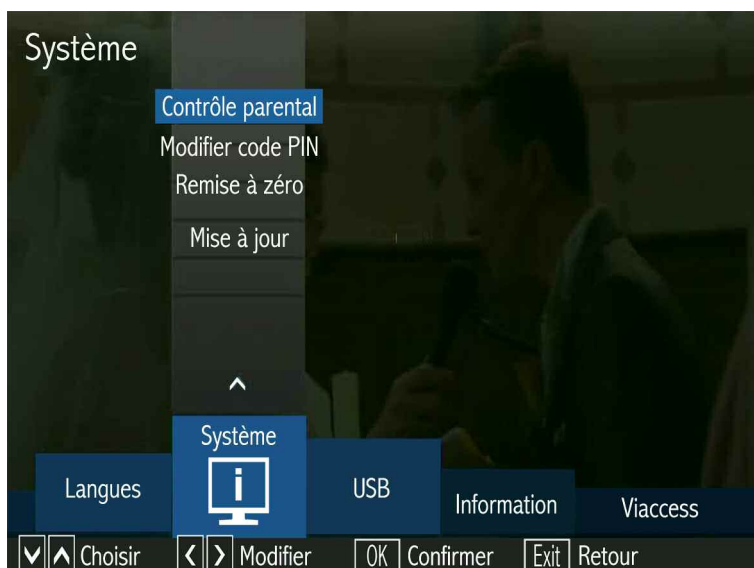 Système
Contrôle parental
Modifier code PIN
Remise à zéro
Mise à jour
Système
Langues
USB
Information
Viaccess
Choisir Modifier OK Confirmer Exit Retour